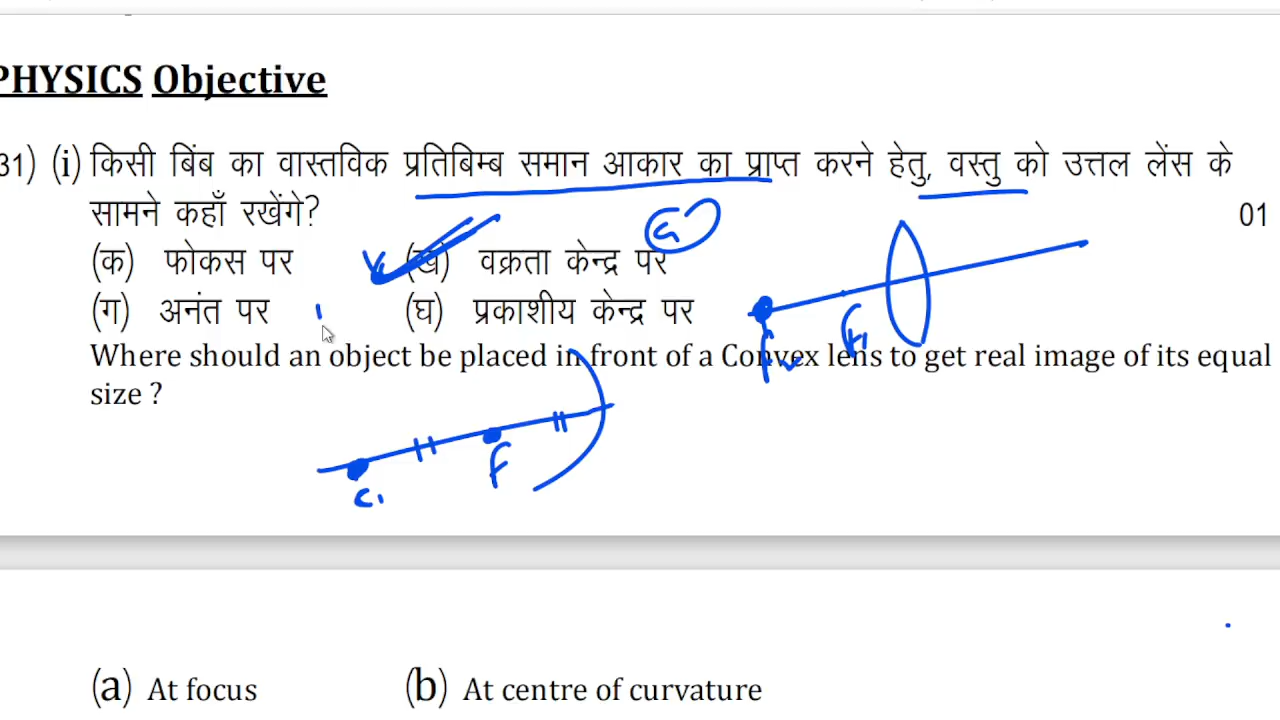 PHYSICS Objective
31) (i) किसी बिंब का वास्तविक प्रतिबिम्ब समान आकार का प्राप्त करने हेतु, वस्तु को उत्तल लेंस के
सामने कहाँ रखेंगे? 01
(क) फोकस पर (ख) वक्रता केन्द्र पर
(ग) अनंत पर (घ) प्रकाशीय केन्द्र पर
Where should an object be placed in front of a Convex lens to get real image of its equal
size ?
F
C1
(a) At focus (b) At centre of curvature